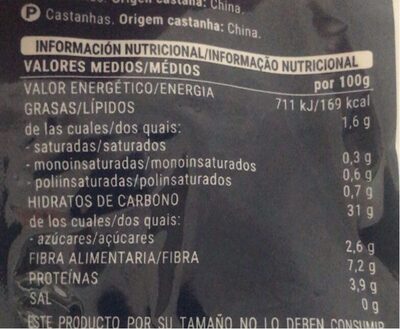 Origen castaña: China.
P Castanhas. Origem castanha: China.
INFORMACIÓN NUTRICIONAL/INFORMAÇÃO NUTRICIONAL
VALORES MEDIOS/MÉDIOS por 100g
VALOR ENERGÉTICO/ENERGIA 711 kJ/169 kcal
GRASAS/LÍPIDOS 1,6 g
de las cuales/dos quais:
- saturadas/saturados 0,3 g
- monoinsaturadas/monoinsaturados 0,6 g
- poliinsaturadas/polinsaturados 0,7 g
HIDRATOS DE CARBONO 31 g
de los cuales/dos quais:
- azúcares/açúcares 2,6 g
FIBRA ALIMENTARIA/FIBRA 7,2 g
PROTEÍNAS 3,9 g
SAL 0 g
ESTE PRODUCTO POR SU TAMAÑO NO LO DEBEN CONSUMIR